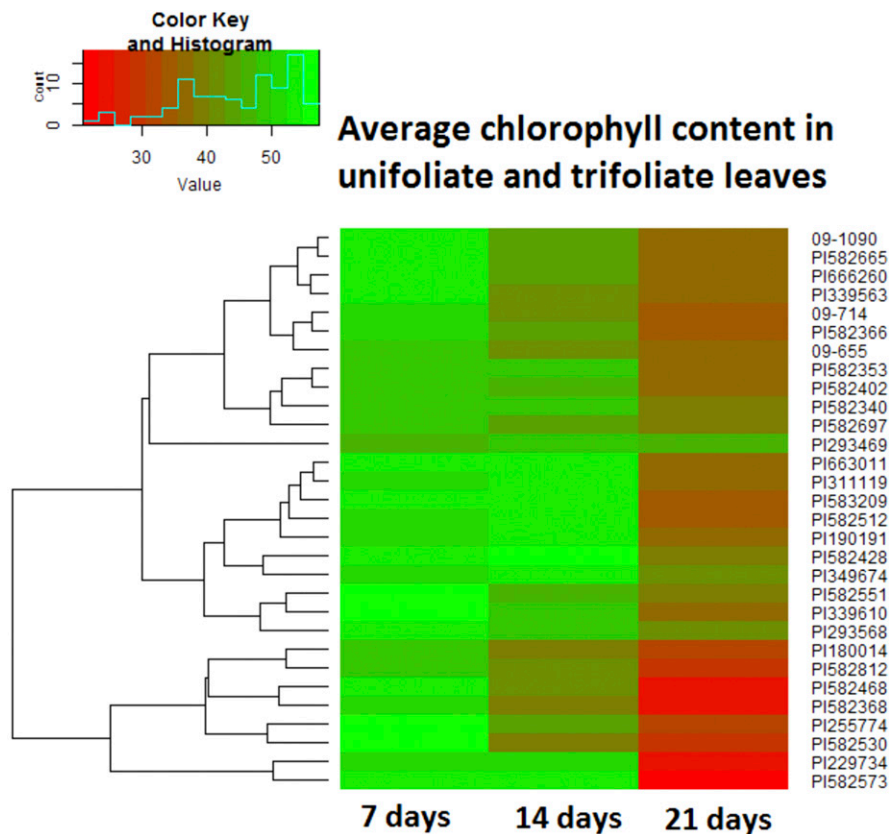 Color Key
and Histogram
Count
0 10
30 40 50
Value
Average chlorophyll content in
unifoliate and trifoliate leaves
09-1090
PI582665
PI666260
PI339563
09-714
PI582366
09-655
PI582353
PI582402
PI582340
PI582697
PI293469
PI663011
PI311119
PI583209
PI582512
PI190191
PI582428
PI349674
PI582551
PI339610
PI293568
PI180014
PI582812
PI582468
PI582368
PI255774
PI582530
PI229734
PI582573
7 days 14 days 21 days